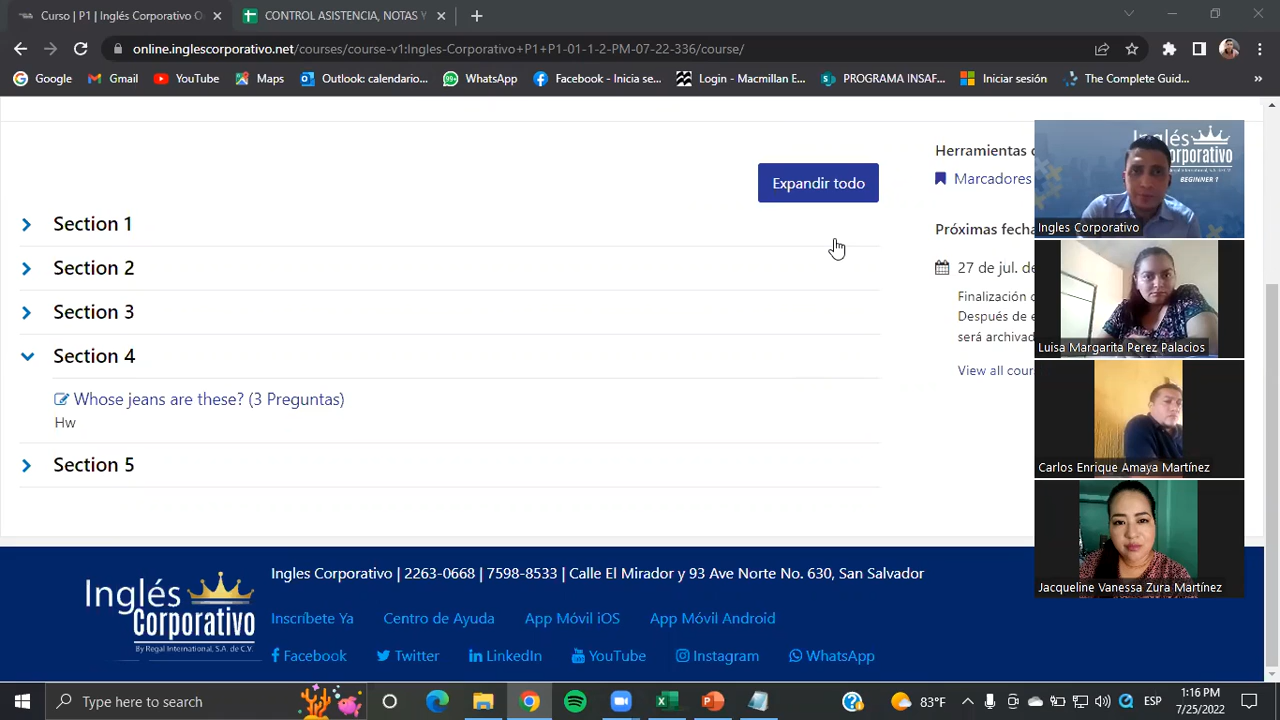 Curso | P1 | Inglés Corporativo O
CONTROL ASISTENCIA, NOTAS Y
online.inglescorporativo.net/courses/course-v1:Ingles-Corporativo+P1+P1-01-1-2-PM-07-22-336/course/
Google
Gmail
YouTube
Maps
Outlook: calendario...
99+
WhatsApp
Facebook - Inicia se...
Login - Macmillan E...
PROGRAMA INSAF...
Iniciar sesión
The Complete Guid...
»
Expandir todo
Section 1
Section 2
Section 3
Section 4
Whose jeans are these? (3 Preguntas)
Hw
Section 5
Herramientas
Marcadores
Próximas fecha
27 de jul. de
Finalización
Después de e
será archivad
View all cour
Inglés
Corporativo
By Regal International, S.A. de C.V.
BEGINNER 1
Ingles Corporativo
Luisa Margarita Perez Palacios
Carlos Enrique Amaya Martínez
Jacqueline Vanessa Zura Martínez
Inglés
Corporativo
By Regal International, S.A. de C.V.
Ingles Corporativo | 2263-0668 | 7598-8533 | Calle El Mirador y 93 Ave Norte No. 630, San Salvador
Inscríbete Ya
Centro de Ayuda
App Móvil iOS
App Móvil Android
Facebook
Twitter
LinkedIn
YouTube
Instagram
WhatsApp
Type here to search
83°F
ESP
1:16 PM
7/25/2022